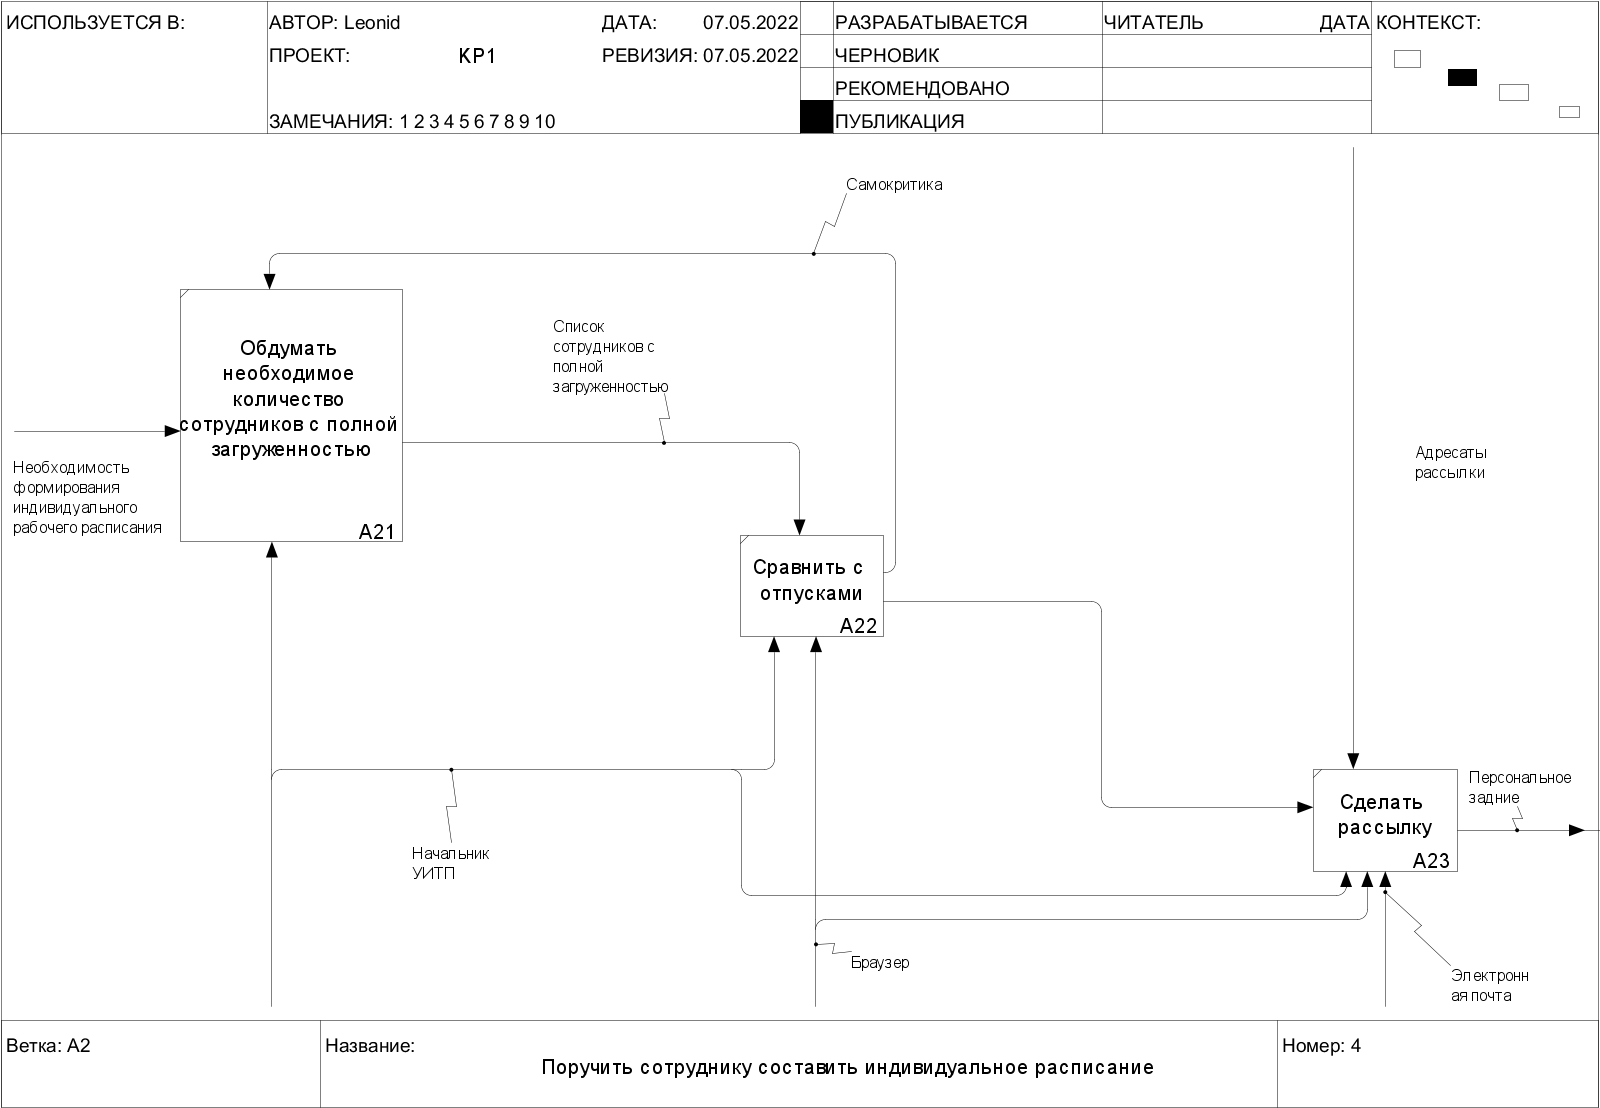 ИСПОЛЬЗУЕТСЯ В:
АВТОР: Leonid
ДАТА: 07.05.2022
РАЗРАБАТЫВАЕТСЯ
ЧИТАТЕЛЬ
ДАТА
КОНТЕКСТ:
ПРОЕКТ: КР1
РЕВИЗИЯ: 07.05.2022
ЧЕРНОВИК
РЕКОМЕНДОВАНО
ЗАМЕЧАНИЯ: 1 2 3 4 5 6 7 8 9 10
ПУБЛИКАЦИЯ
Самокритика
Обдумать
необходимое
количество
сотрудников с полной
загруженностью
A21
Список
сотрудников с
полной
загруженностью
Необходимость
формирования
индивидуального
рабочего расписания
Адресаты
рассылки
Сравнить с
отпусками
A22
Сделать
рассылку
A23
Персональное
задние
Начальник
УИТП
Браузер
Электронн
ая почта
Ветка: A2
Название:
Поручить сотруднику составить индивидуальное расписание
Номер: 4